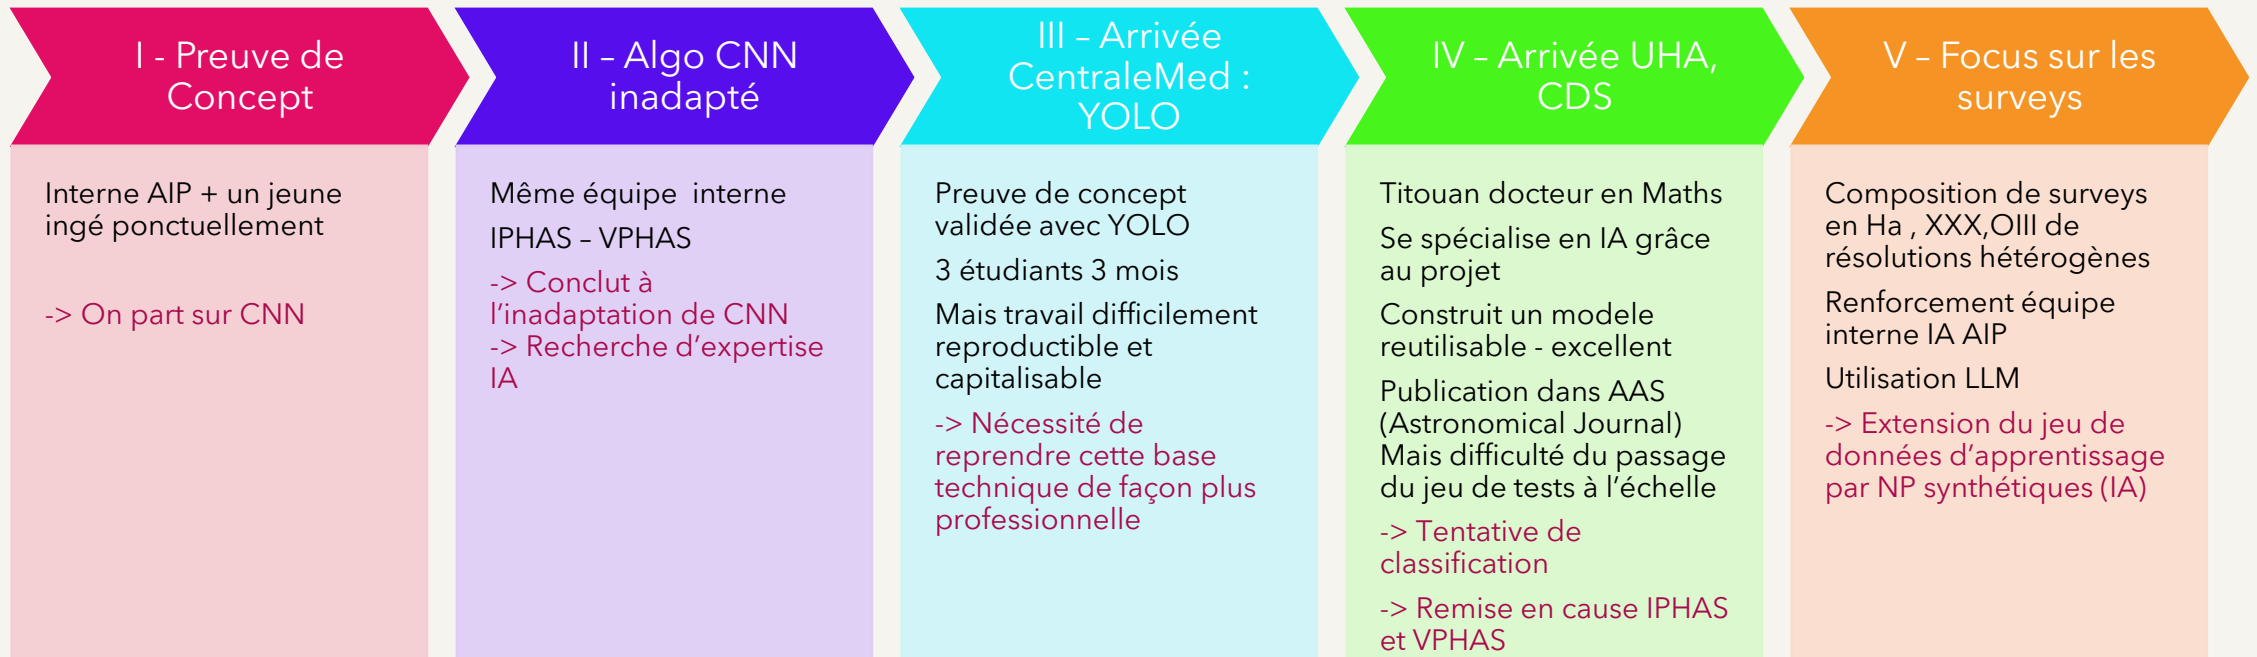 I - Preuve de
Concept
Interne AIP + un jeune
ingé ponctuellement
-> On part sur CNN
II – Algo CNN
inadapté
Même équipe  interne
IPHAS – VPHAS
-> Conclut à
l’inadaptation de CNN
-> Recherche d’expertise
IA
III – Arrivée
CentraleMed :
YOLO
Preuve de concept
validée avec YOLO
3 étudiants 3 mois
Mais travail difficilement
reproductible et
capitalisable
-> Nécessité de
reprendre cette base
technique de façon plus
professionnelle
IV – Arrivée UHA,
CDS
Titouan docteur en Maths
Se spécialise en IA grâce
au projet
Construit un modele
reutilisable - excellent
Publication dans AAS
(Astronomical Journal)
Mais difficulté du passage
du jeu de tests à l’échelle
-> Tentative de
classification
-> Remise en cause IPHAS
et VPHAS
V – Focus sur les
surveys
Composition de surveys
en Ha , XXX,OIII de
résolutions hétérogènes
Renforcement équipe
interne IA AIP
Utilisation LLM
-> Extension du jeu de
données d’apprentissage
par NP synthétiques (IA)